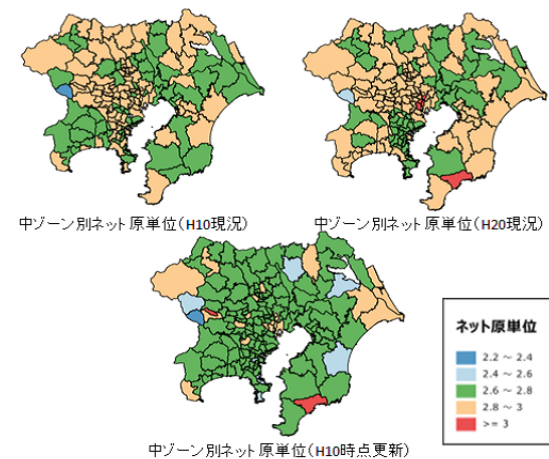 中ゾーン別ネット原単位(H10現況)
中ゾーン別ネット原単位(H20現況)
ネット原単位
2.2 ～ 2.4
2.4 ～ 2.6
2.6 ～ 2.8
2.8 ～ 3
>= 3
中ゾーン別ネット原単位(H10時点更新)